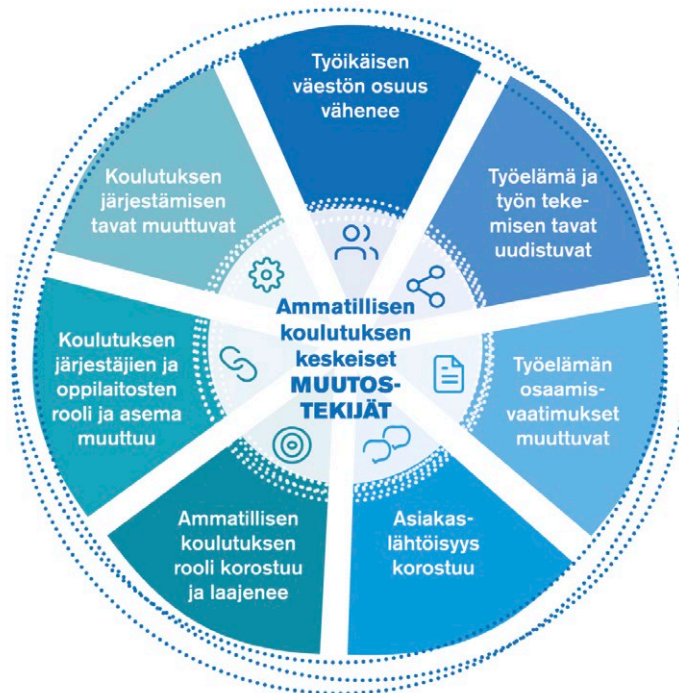 Työikäisen
väestön osuus
vähenee
Työelämä ja
työn teke-
misen tavat
uudistuvat
Työelämän
osaamis-
vaatimukset
muuttuvat
Asiakas-
lähtöisyys
korostuu
Ammatillisen
koulutuksen
rooli korostuu
ja laajenee
Koulutuksen
järjestäjien ja
oppilaitosten
rooli ja asema
muuttuu
Koulutuksen
järjestämisen
tavat muuttuvat
Ammatillisen
koulutuksen
keskeiset
MUUTOS-
TEKIJÄT